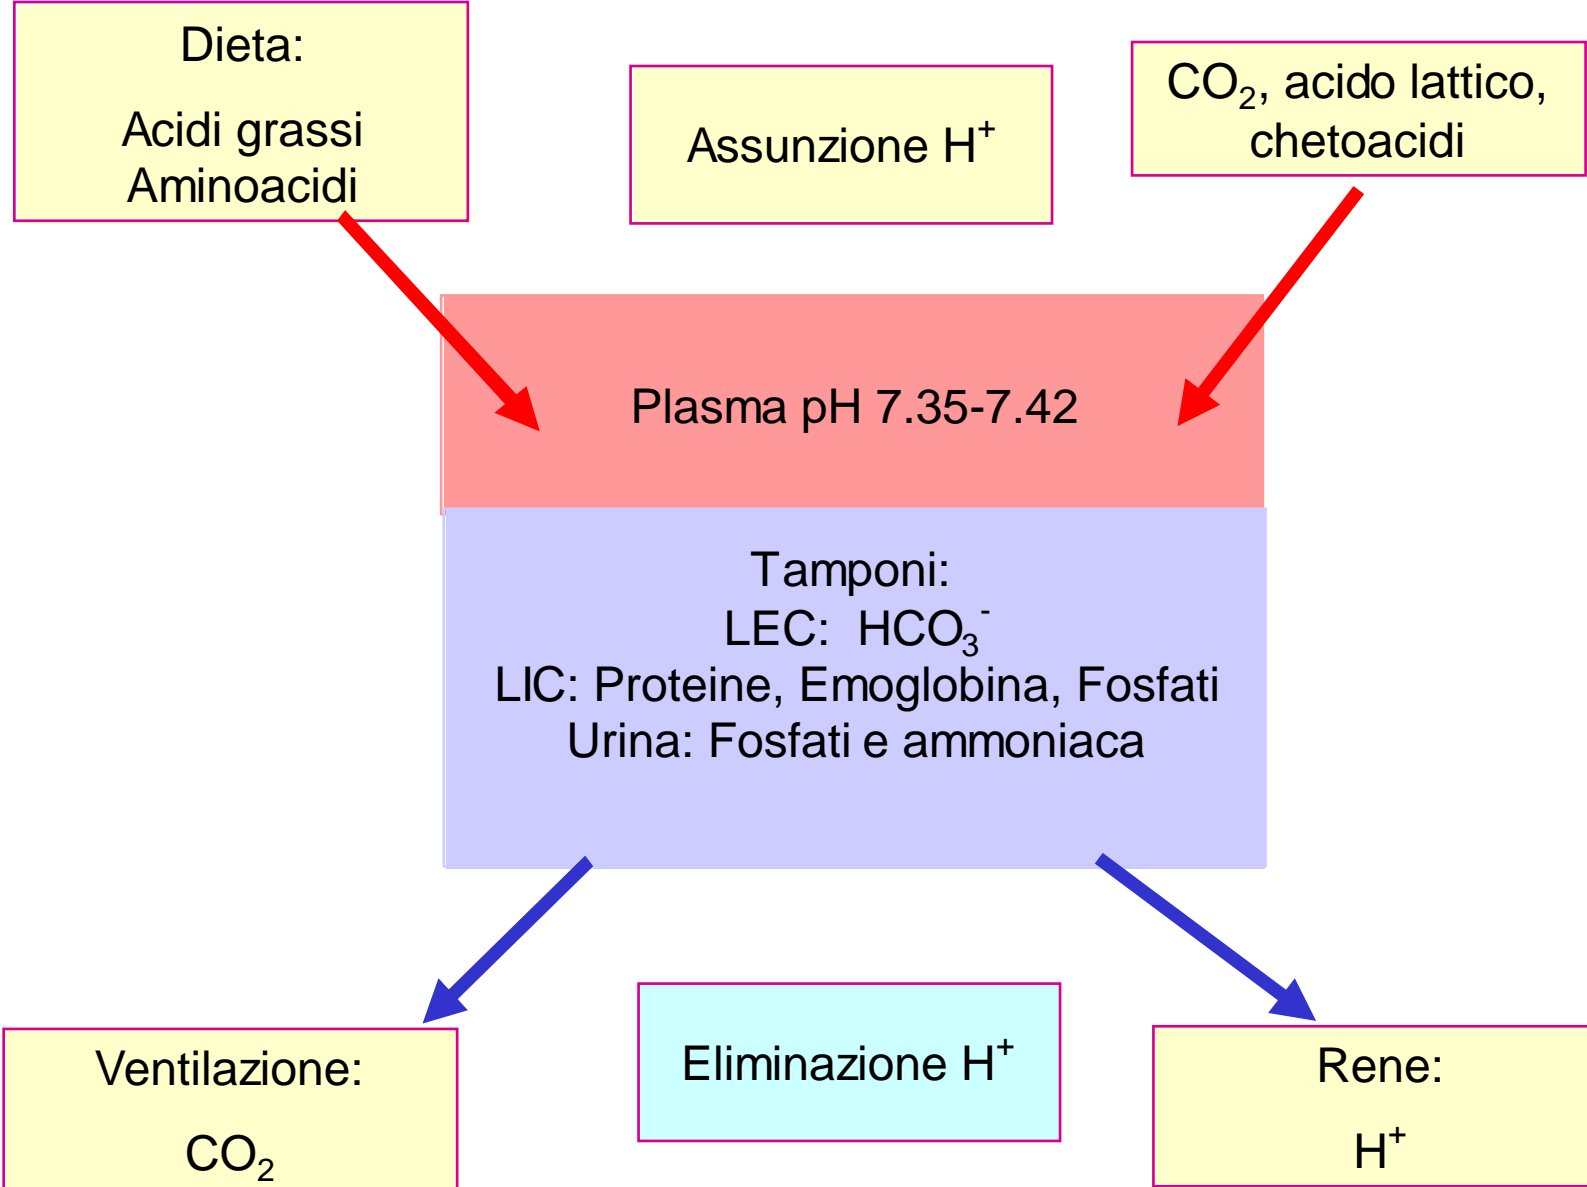 Dieta:
Acidi grassi
Aminoacidi
Assunzione H⁺
CO₂, acido lattico,
chetoacidi
Plasma pH 7.35-7.42
Tamponi:
LEC: HCO₃⁻
LIC: Proteine, Emoglobina, Fosfati
Urina: Fosfati e ammoniaca
Ventilazione:
CO₂
Eliminazione H⁺
Rene:
H⁺